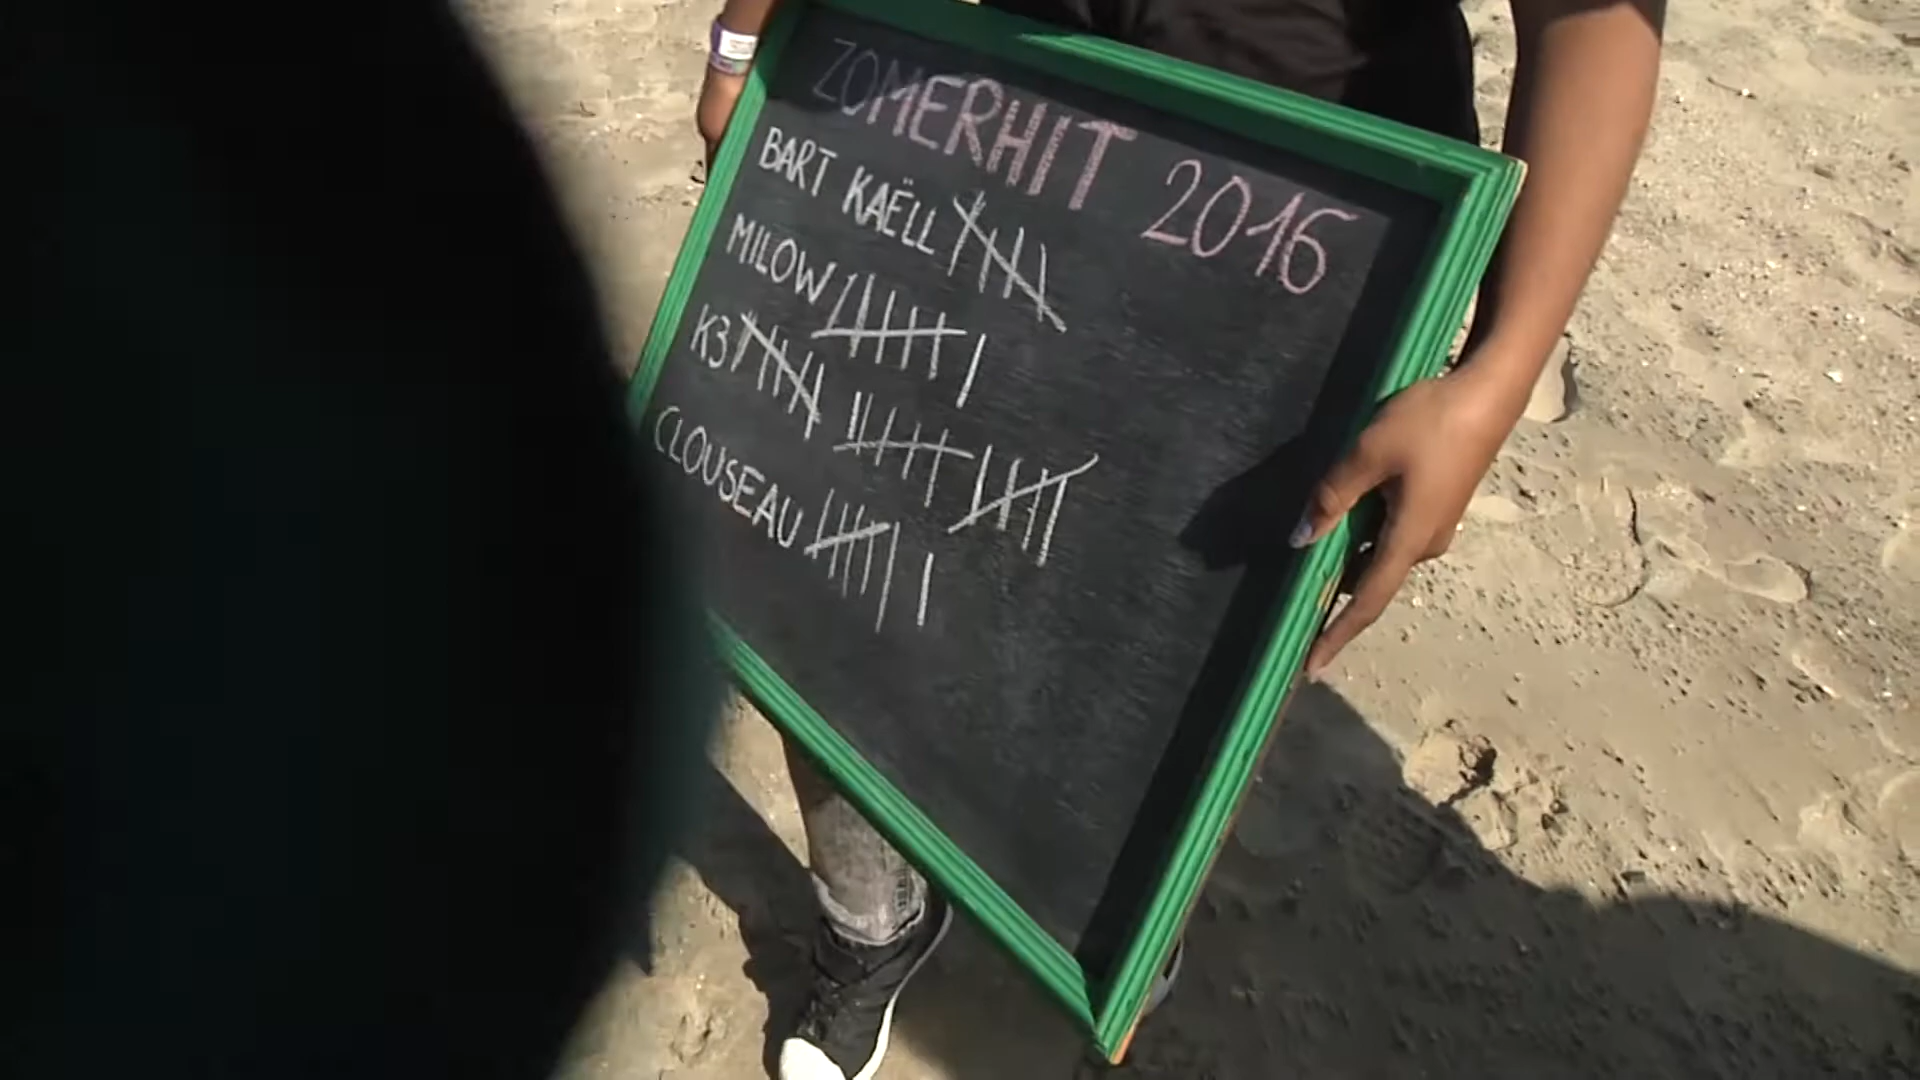 ZOMERHIT 2016
BART KAËLL
MILOW
K3
CLOUSEAU